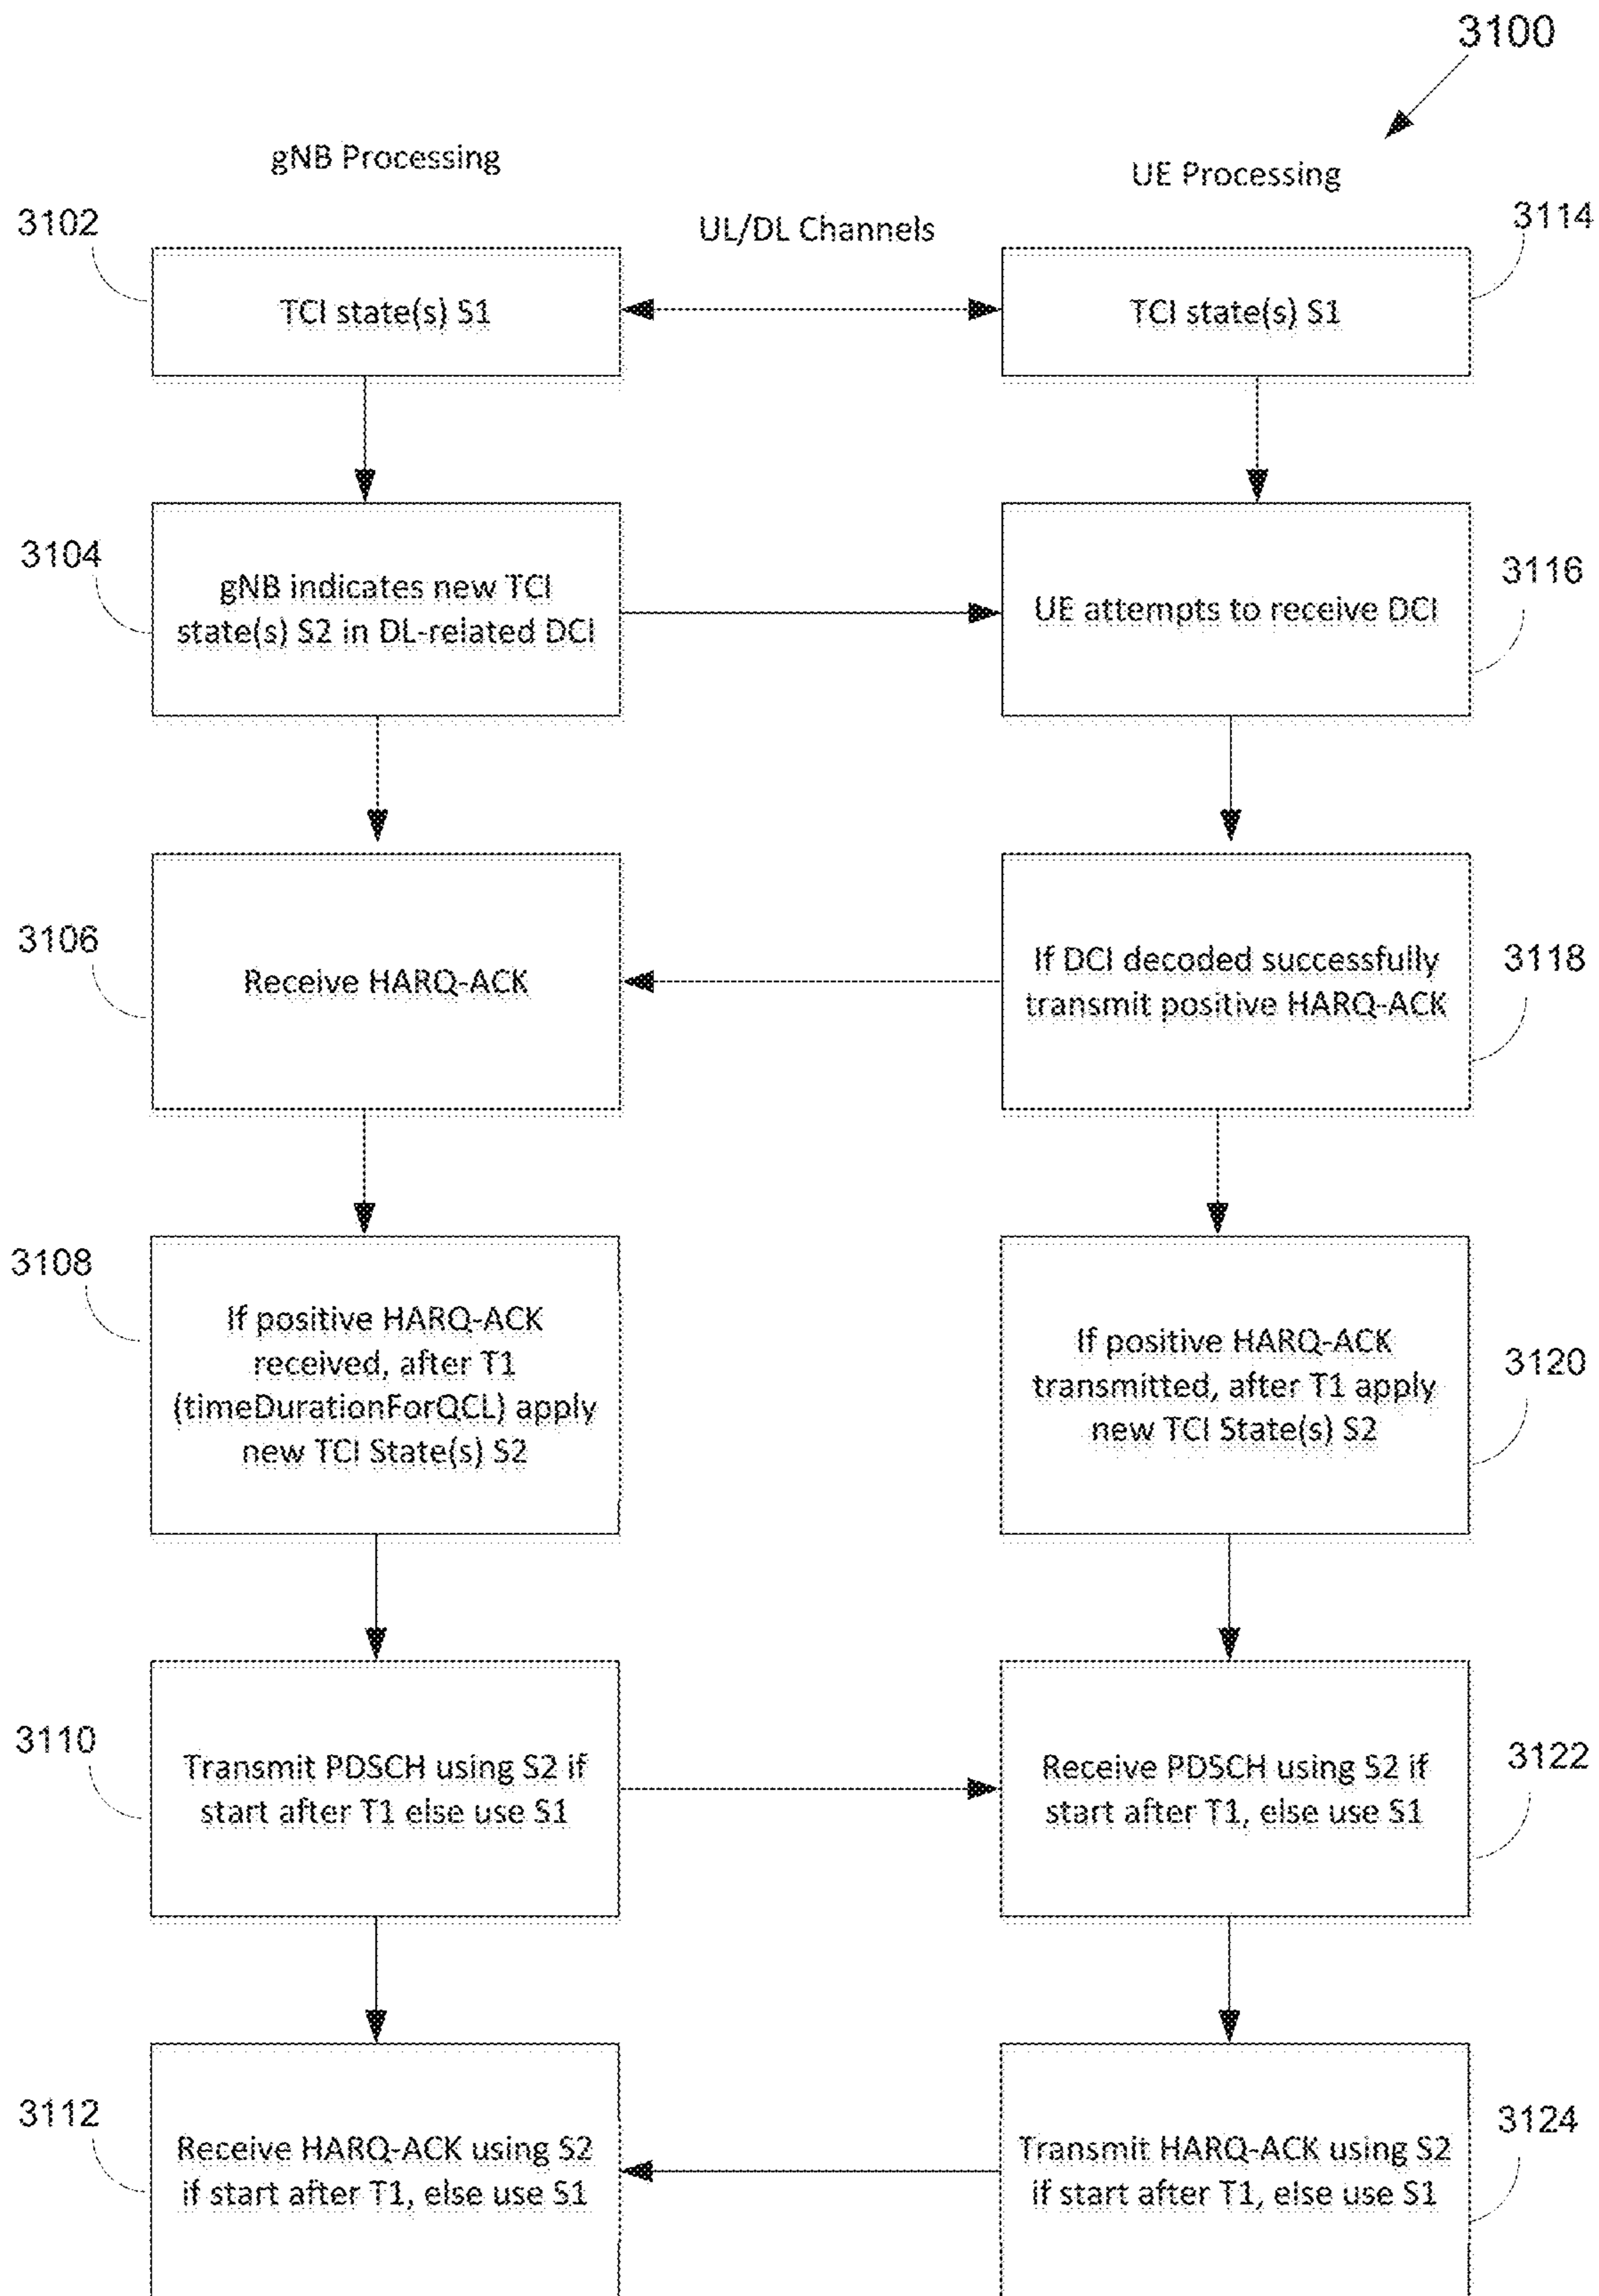 3100
gNB Processing
UE Processing
3102
UL/DL Channels
3114
TCI state(s) S1
TCI state(s) S1
3104
gNB indicates new TCI
state(s) S2 in DL-related DCI
UE attempts to receive DCI
3116
3106
Receive HARQ-ACK
If DCI decoded successfully
transmit positive HARQ-ACK
3118
3108
If positive HARQ-ACK
received, after T1
(timeDurationForQCL) apply
new TCI State(s) S2
If positive HARQ-ACK
transmitted, after T1 apply
new TCI State(s) S2
3120
3110
Transmit PDSCH using S2 if
start after T1 else use S1
Receive PDSCH using S2 if
start after T1, else use S1
3122
3112
Receive HARQ-ACK using S2
if start after T1, else use S1
Transmit HARQ-ACK using S2
if start after T1, else use S1
3124